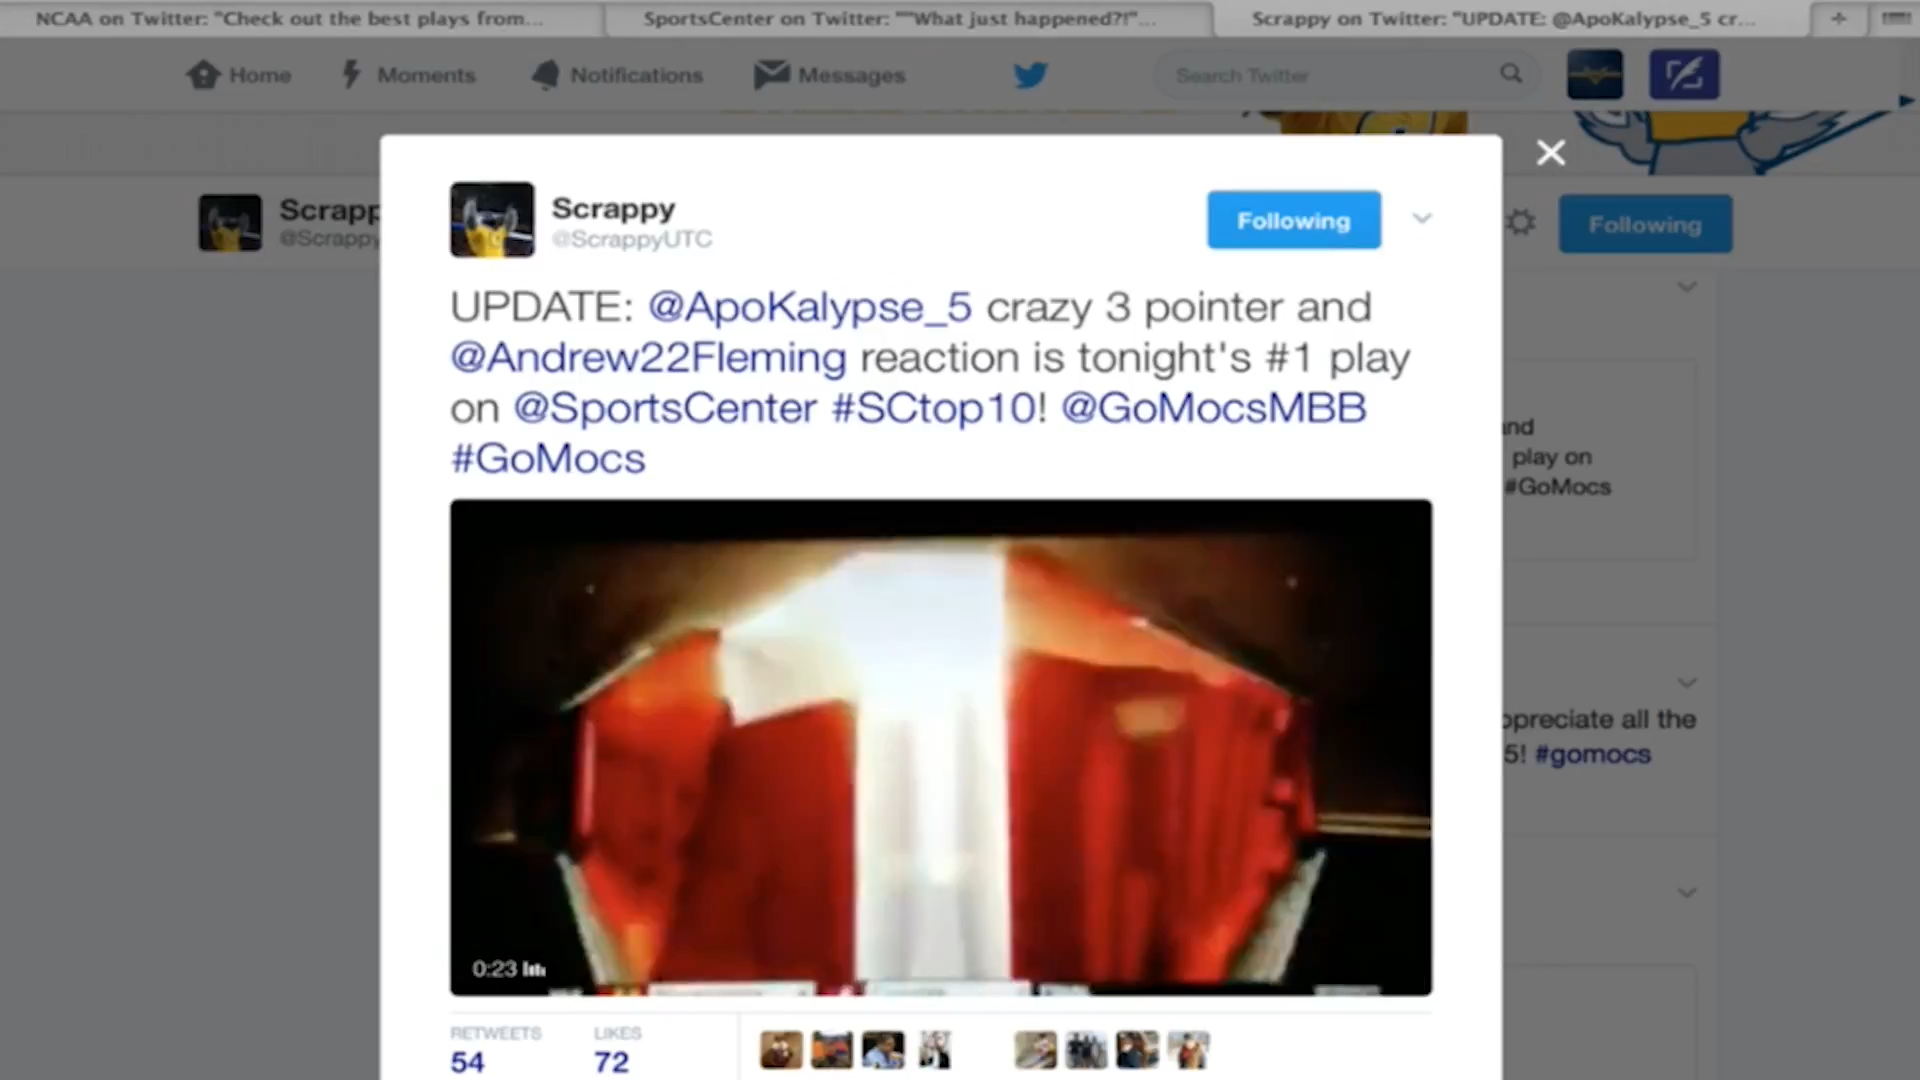 NCAA on Twitter: "Check out the best plays from...
SportsCenter on Twitter: ""What just happened?!"...
Scrappy on Twitter: "UPDATE: @ApoKalypse_5 cr...
Home
Moments
Notifications
Messages
Search Twitter
Scrapp
@Scrappy
Following
Scrappy
@ScrappyUTC
Following
UPDATE: @ApoKalypse_5 crazy 3 pointer and
@Andrew22Fleming reaction is tonight's #1 play
on @SportsCenter #SCtop10! @GoMocsMBB
#GoMocs
0:23
RETWEETS
54
LIKES
72
and
play on
#GoMocs
ppreciate all the
5! #gomocs